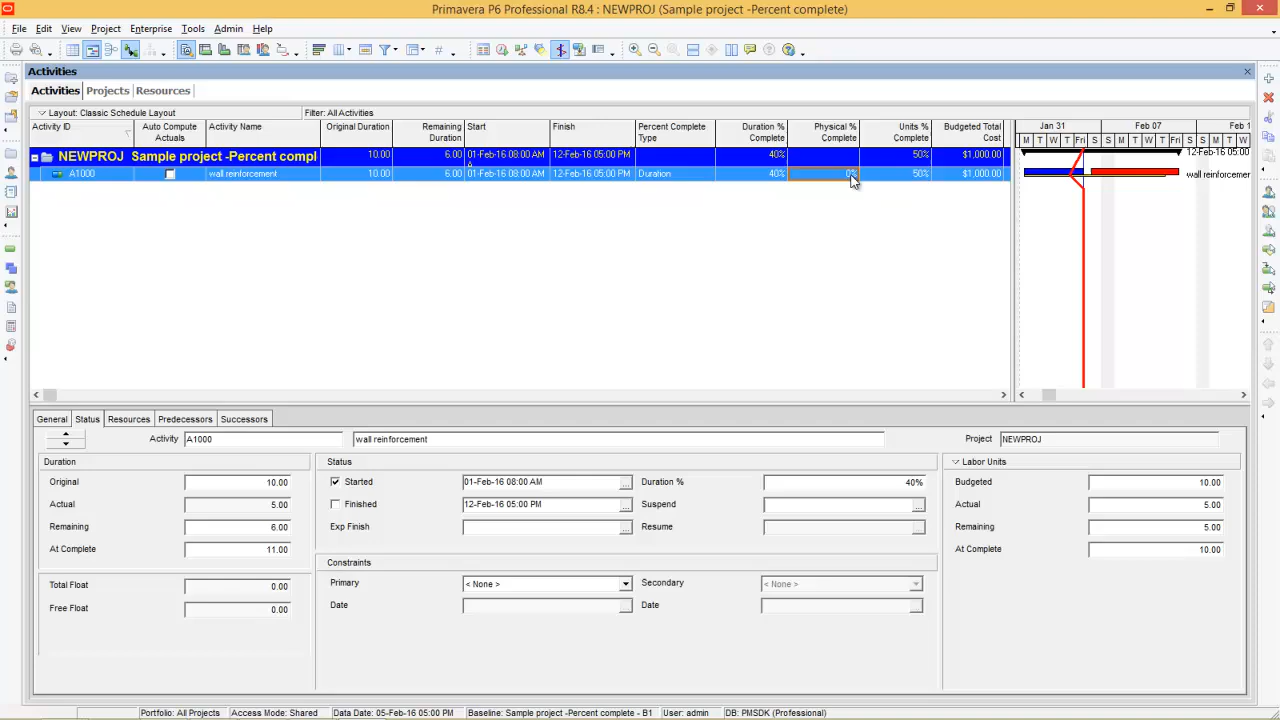 Primavera P6 Professional R8.4 : NEWPROJ (Sample project -Percent complete)
File Edit View Project Enterprise Tools Admin Help
Activities
Activities Projects Resources
Layout: Classic Schedule Layout Filter: All Activities
Activity ID Auto Compute Actuals Activity Name Original Duration Remaining Duration Start Finish Percent Complete Type Duration % Complete Physical % Complete Units % Complete Budgeted Total Cost Jan 31 Feb 07 Feb 1
M T W T F r i S S M T W T Fri S S M T W
NEWPROJ Sample project -Percent compl 10.00 6.00 01-Feb-16 08:00 AM A 12-Feb-16 05:00 PM 40% 50% $1,000.00 12-Feb-16 05:00
A1000 wall reinforcement 10.00 6.00 01-Feb-16 08:00 AM 12-Feb-16 05:00 PM Duration 40% 0% 50% $1,000.00 wall reinforcemer
General Status Resources Predecessors Successors
Activity A1000 wall reinforcement Project NEWPROJ
Duration Status Labor Units
Original 10.00 Started 01-Feb-16 08:00 AM ... Duration % 40% Budgeted 10.00
Actual 5.00 Finished 12-Feb-16 05:00 PM ... Suspend ... Actual 5.00
Remaining 6.00 Exp Finish ... Resume ... Remaining 5.00
At Complete 11.00 At Complete 10.00
Constraints
Total Float 0.00 Primary < None > Secondary < None >
Free Float 0.00 Date Date
Portfolio: All Projects Access Mode: Shared Data Date: 05-Feb-16 05:00 PM Baseline: Sample project -Percent complete - B1 User: admin DB: PMSDK (Professional)